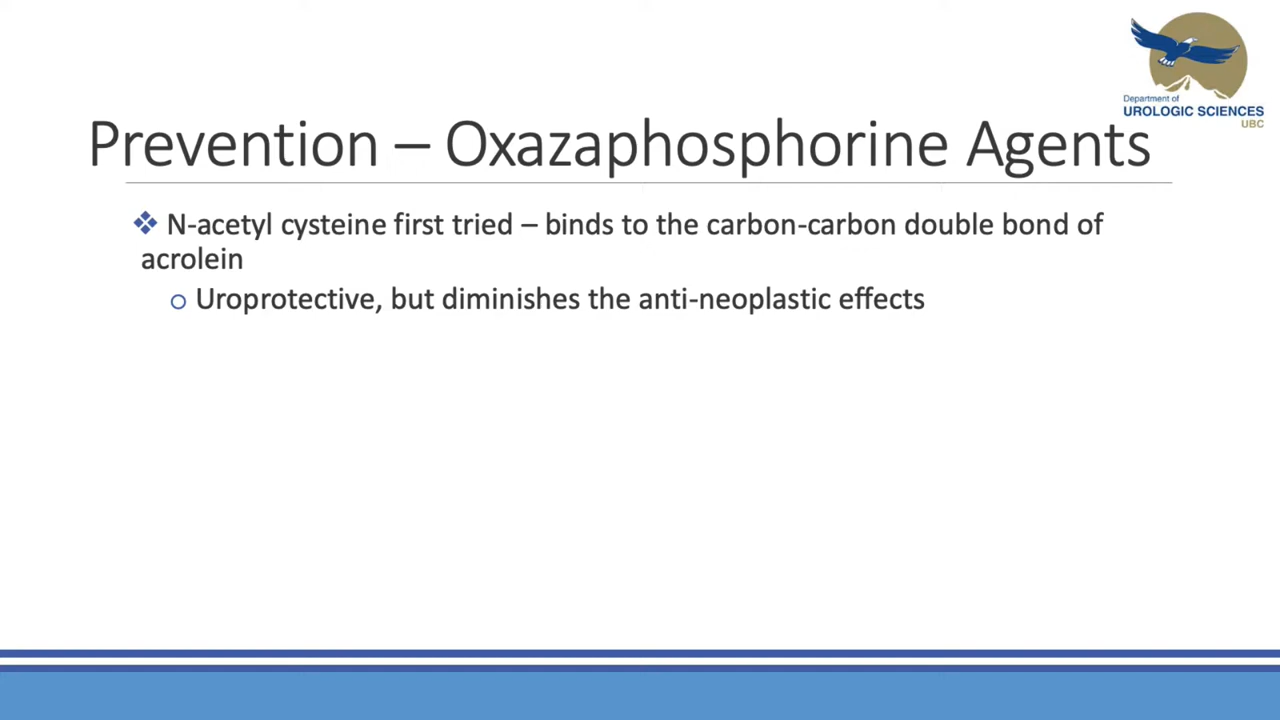 Department of
UROLOGIC SCIENCES
UBC
Prevention – Oxazaphosphorine Agents
❖ N-acetyl cysteine first tried – binds to the carbon-carbon double bond of
acrolein
o Uroprotective, but diminishes the anti-neoplastic effects